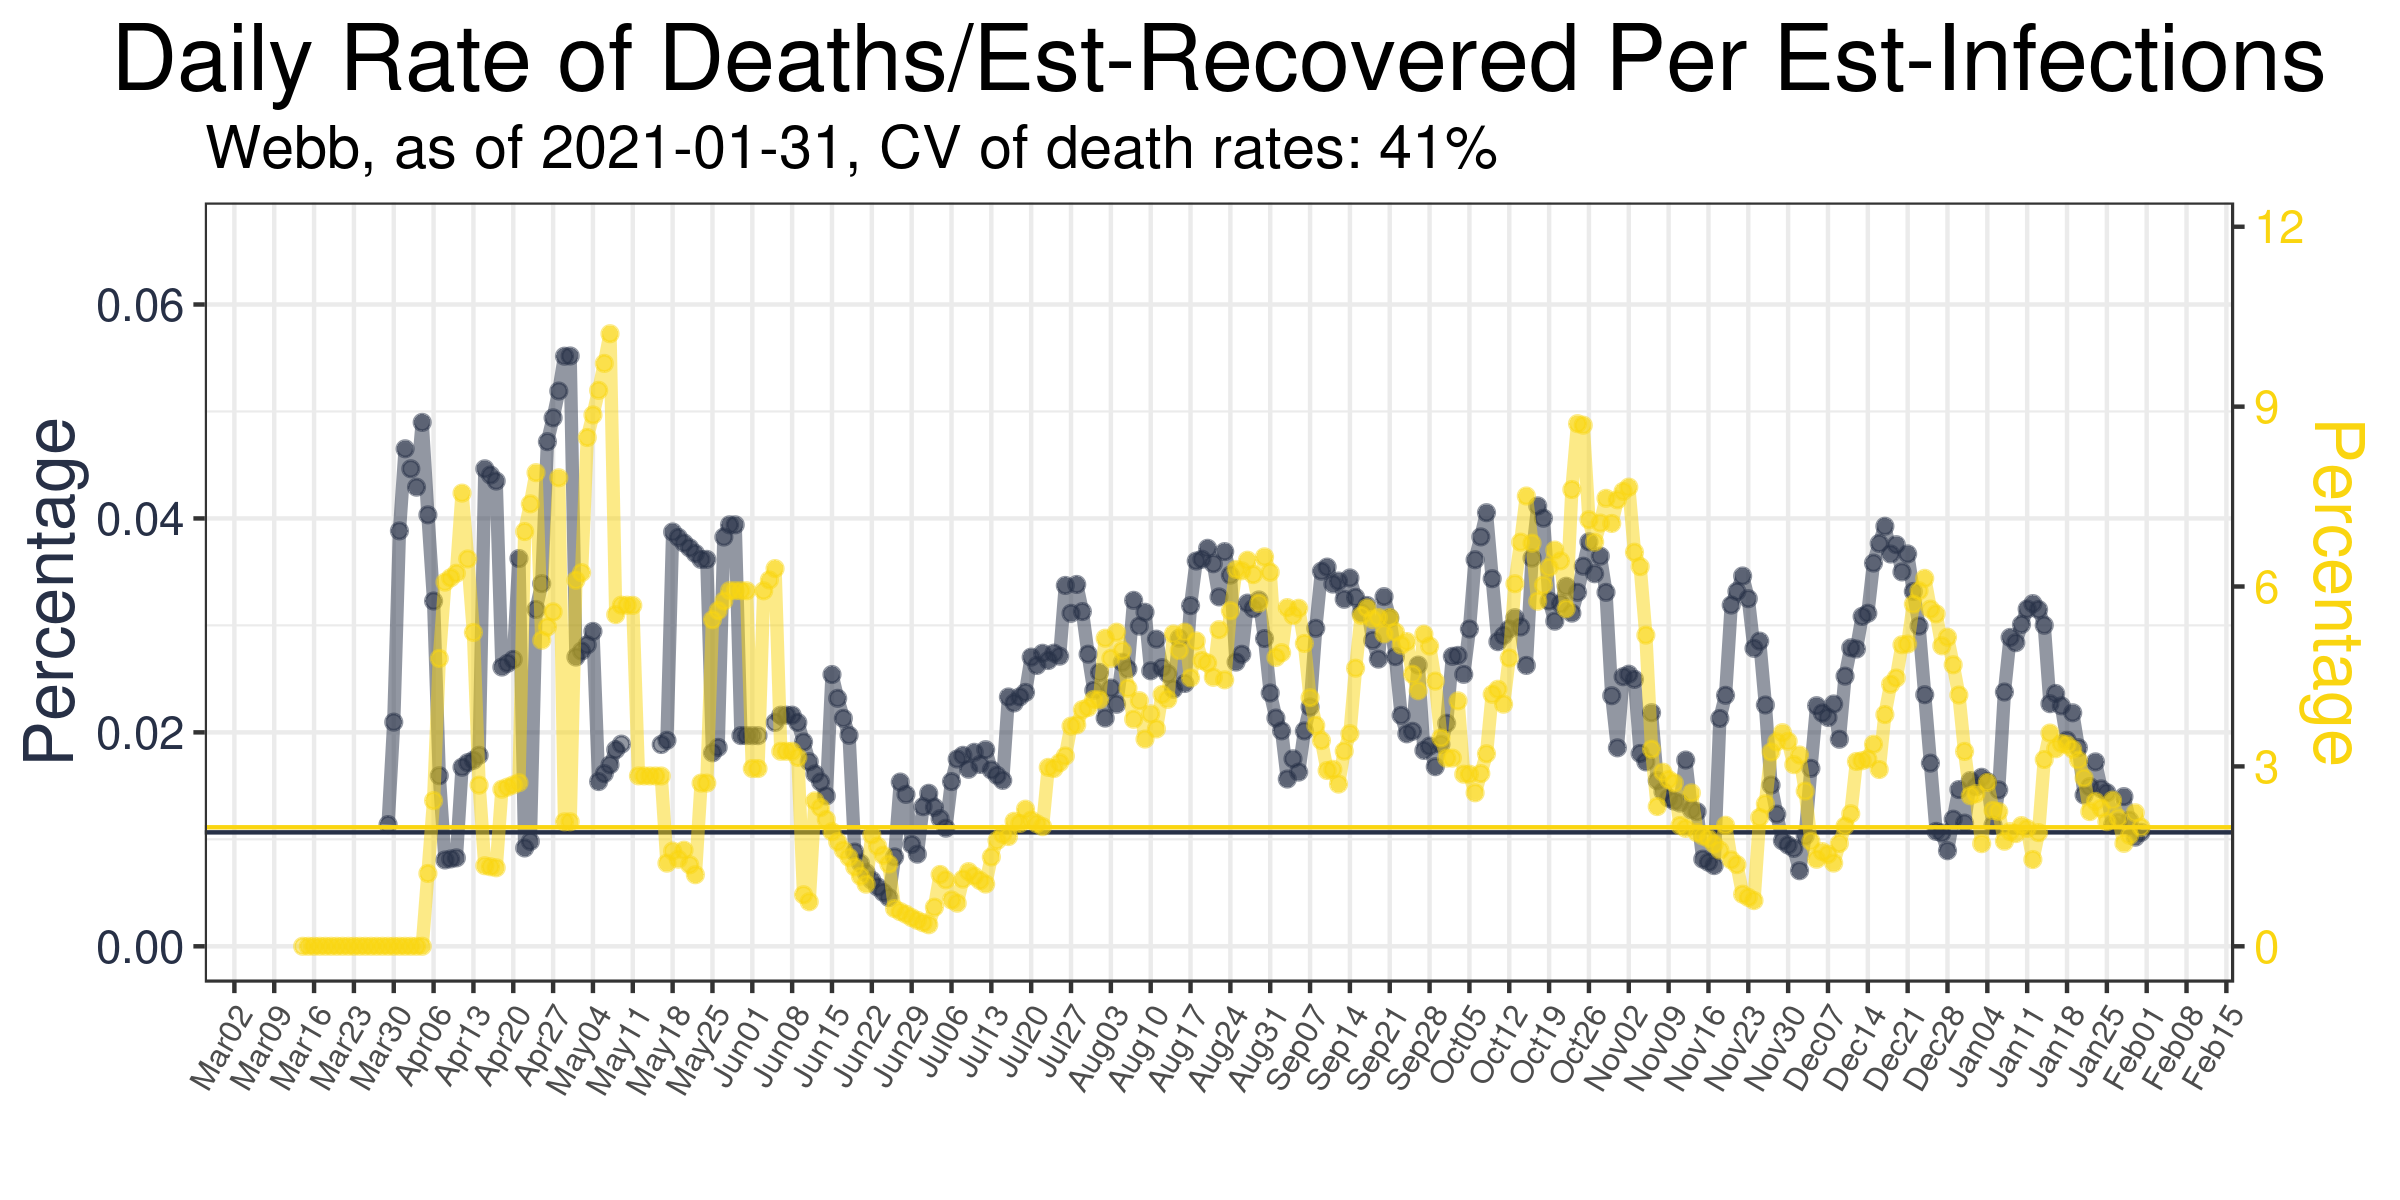 Daily Rate of Deaths/Est-Recovered Per Est-Infections
Webb, as of 2021-01-31, CV of death rates: 41%
Percentage
0.06
0.04
0.02
0.00
12
9
6
3
0
Percentage
Mar02
Mar09
Mar16
Mar23
Mar30
Apr06
Apr13
Apr20
Apr27
May04
May11
May18
May25
Jun01
Jun08
Jun15
Jun22
Jun29
Jul06
Jul13
Jul20
Jul27
Aug03
Aug10
Aug17
Aug24
Aug31
Sep07
Sep14
Sep21
Sep28
Oct05
Oct12
Oct19
Oct26
Nov02
Nov09
Nov16
Nov23
Nov30
Dec07
Dec14
Dec21
Dec28
Jan04
Jan11
Jan18
Jan25
Feb01
Feb08
Feb15